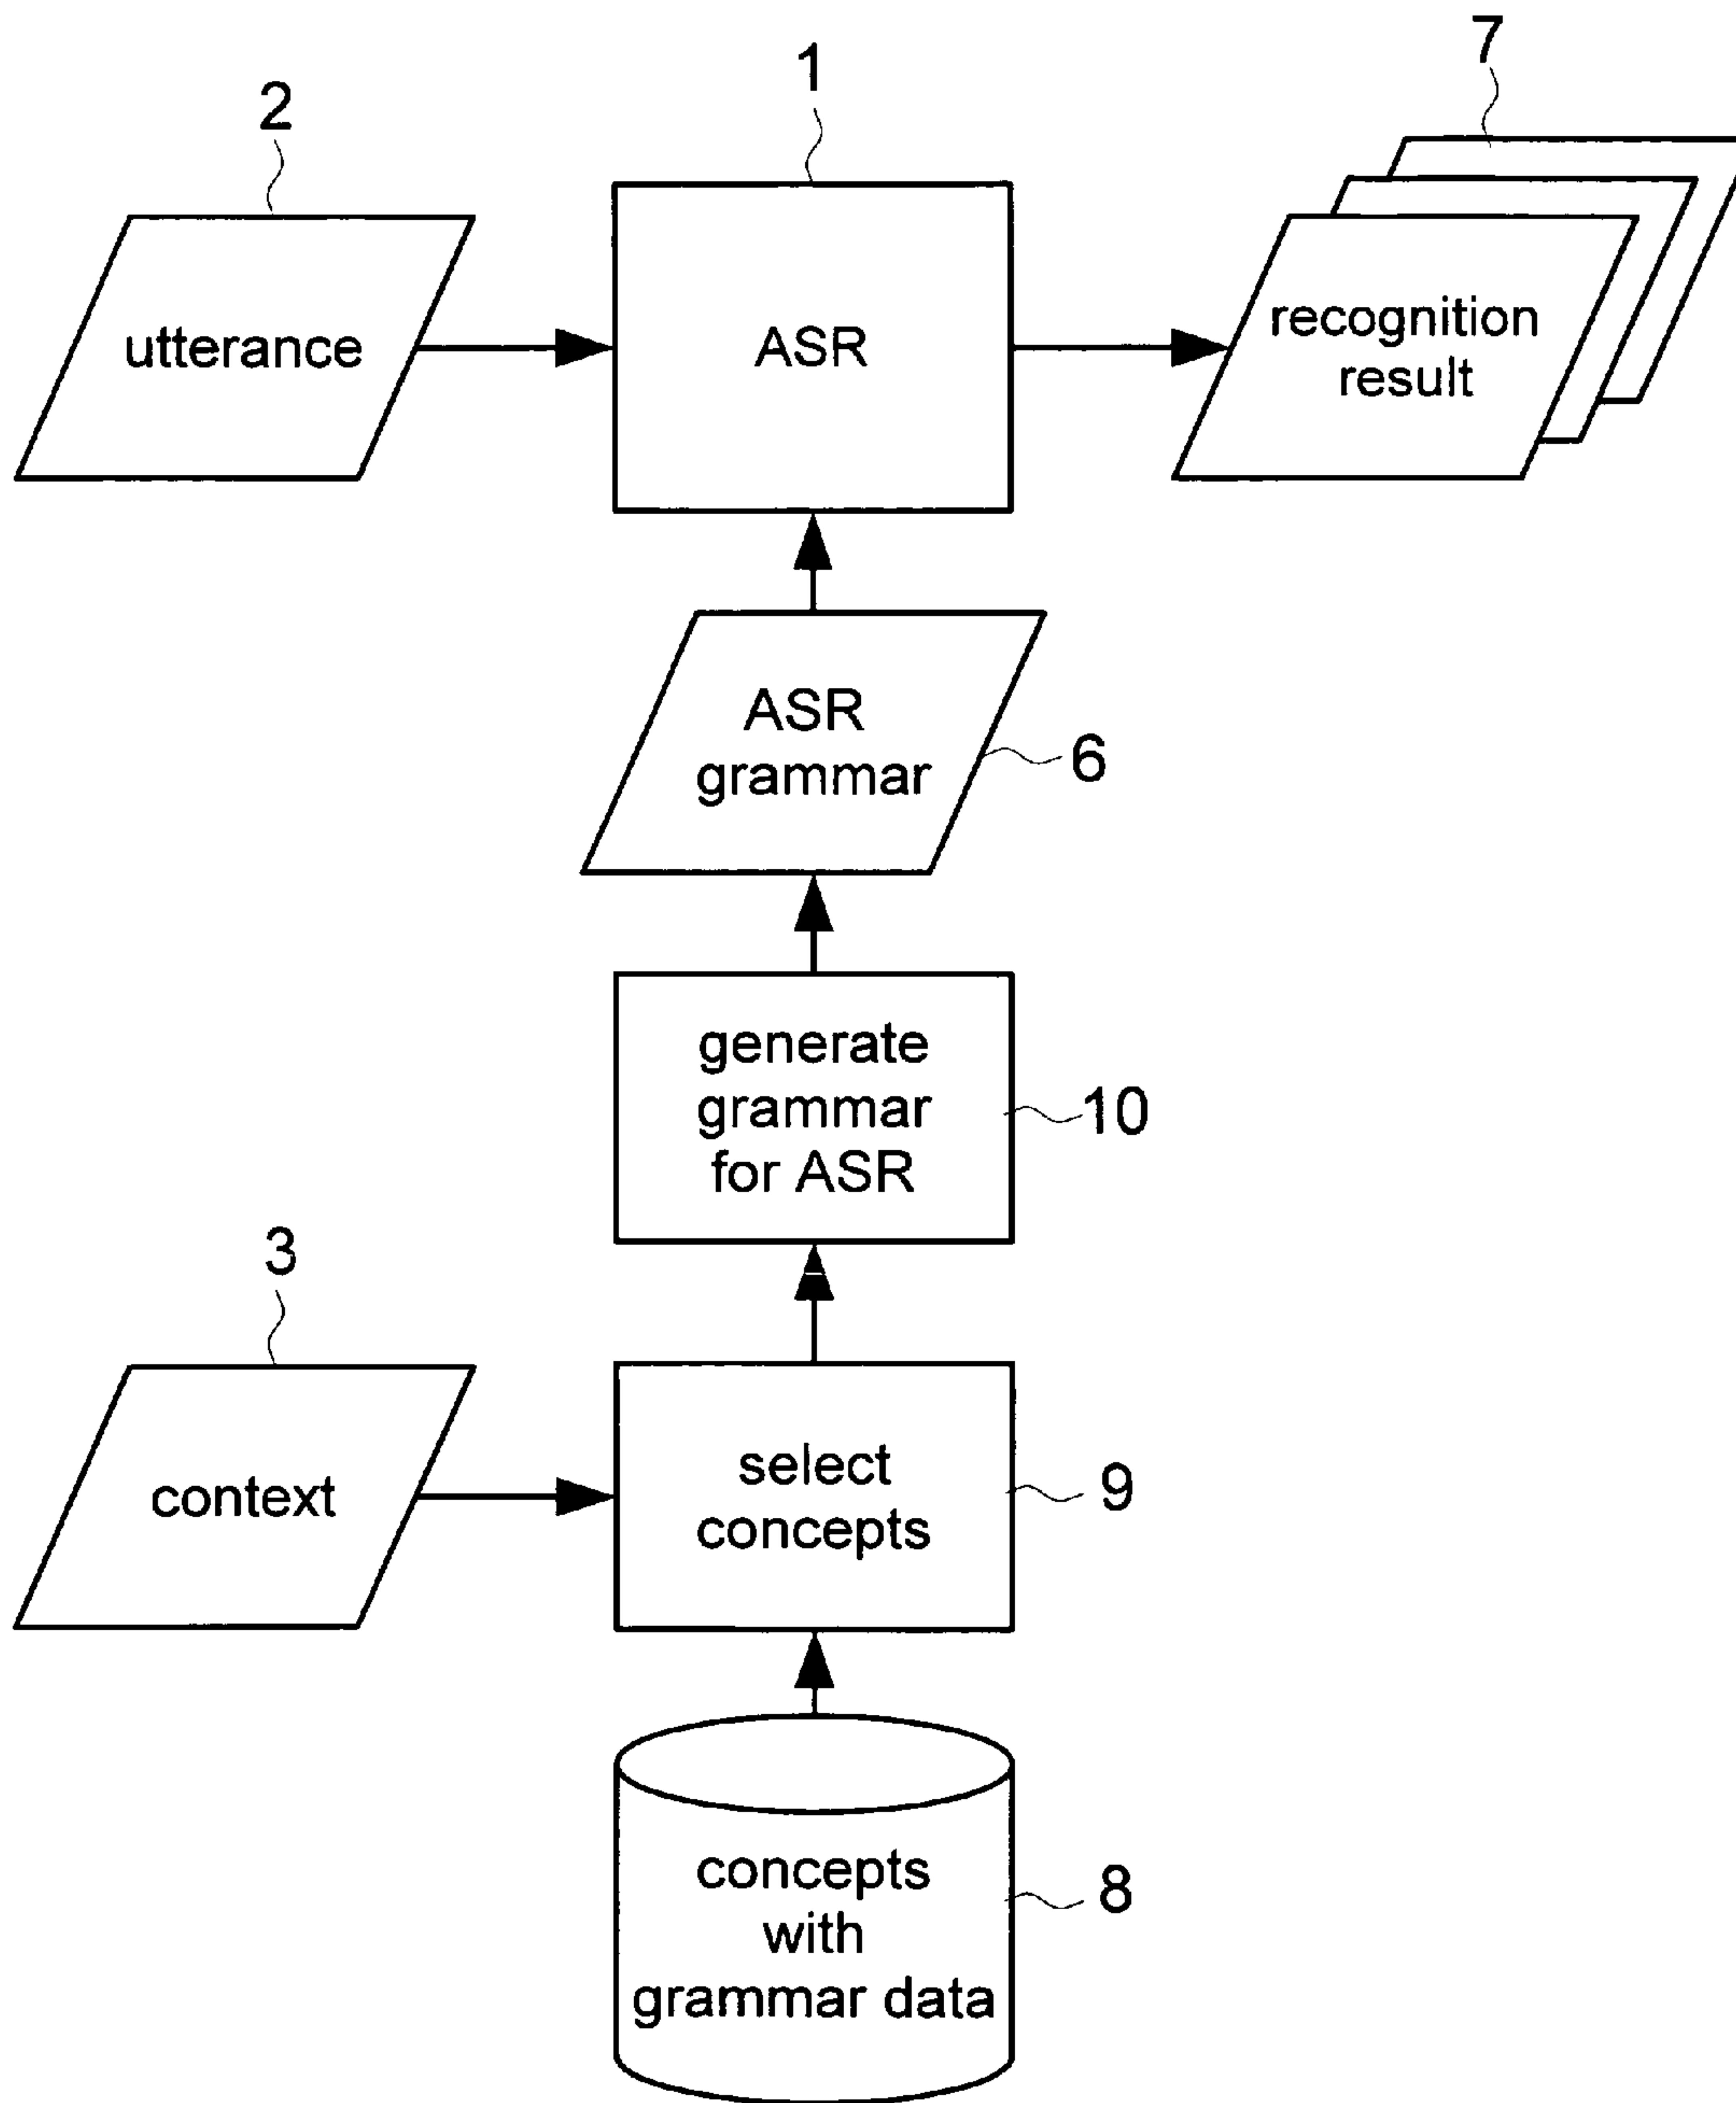 7
1
2
utterance
ASR
recognition
result
ASR
grammar
6
generate
grammar
for ASR
10
3
context
select
concepts
9
concepts
with
grammar data
8